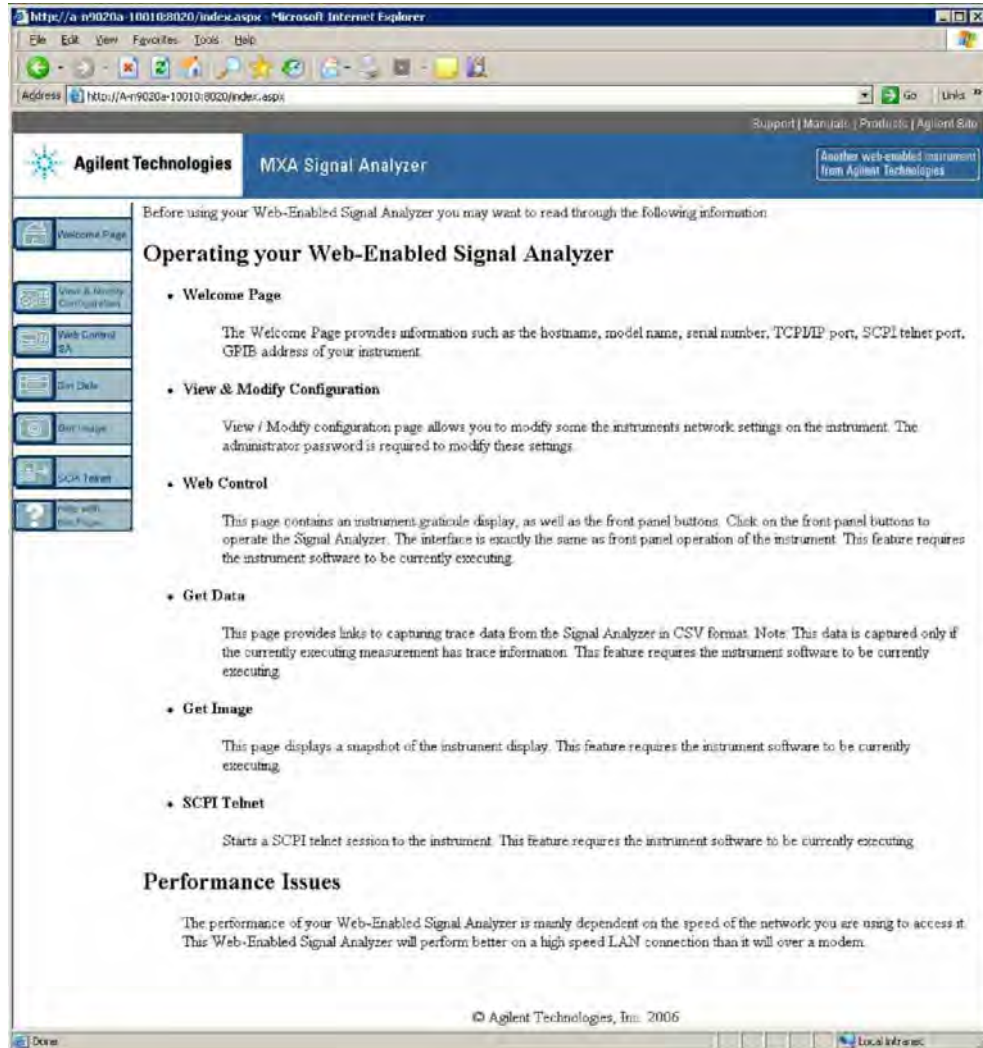 http://a-n9020a-10010:8020/index.aspx - Microsoft Internet Explorer
File Edit View Favorites Tools Help
Address http://A-n9020a-10010:8020/index.aspx Go Links »
Support | Manuals | Products | Agilent Site
Agilent Technologies MXA Signal Analyzer
Another web-enabled instrument
from Agilent Technologies
Welcome Page
View & Modify
Configuration
Web Control
SA
Get Data
Get Image
SCPI Telnet
Help with
this Page
Before using your Web-Enabled Signal Analyzer you may want to read through the following information
Operating your Web-Enabled Signal Analyzer
• Welcome Page
The Welcome Page provides information such as the hostname, model name, serial number, TCPI/IP port, SCPI telnet port,
GPIB address of your instrument.
• View & Modify Configuration
View / Modify configuration page allows you to modify some the instruments network settings on the instrument. The
administrator password is required to modify these settings.
• Web Control
This page contains an instrument graticule display, as well as the front panel buttons. Click on the front panel buttons to
operate the Signal Analyzer. The interface is exactly the same as front panel operation of the instrument. This feature requires
the instrument software to be currently executing.
• Get Data
This page provides links to capturing trace data from the Signal Analyzer in CSV format. Note: This data is captured only if
the currently executing measurement has trace information. This feature requires the instrument software to be currently
executing.
• Get Image
This page displays a snapshot of the instrument display. This feature requires the instrument software to be currently
executing.
• SCPI Telnet
Starts a SCPI telnet session to the instrument. This feature requires the instrument software to be currently executing
Performance Issues
The performance of your Web-Enabled Signal Analyzer is mainly dependent on the speed of the network you are using to access it.
This Web-Enabled Signal Analyzer will perform better on a high speed LAN connection than it will over a modem.
© Agilent Technologies, Inc. 2006
Done Local intranet